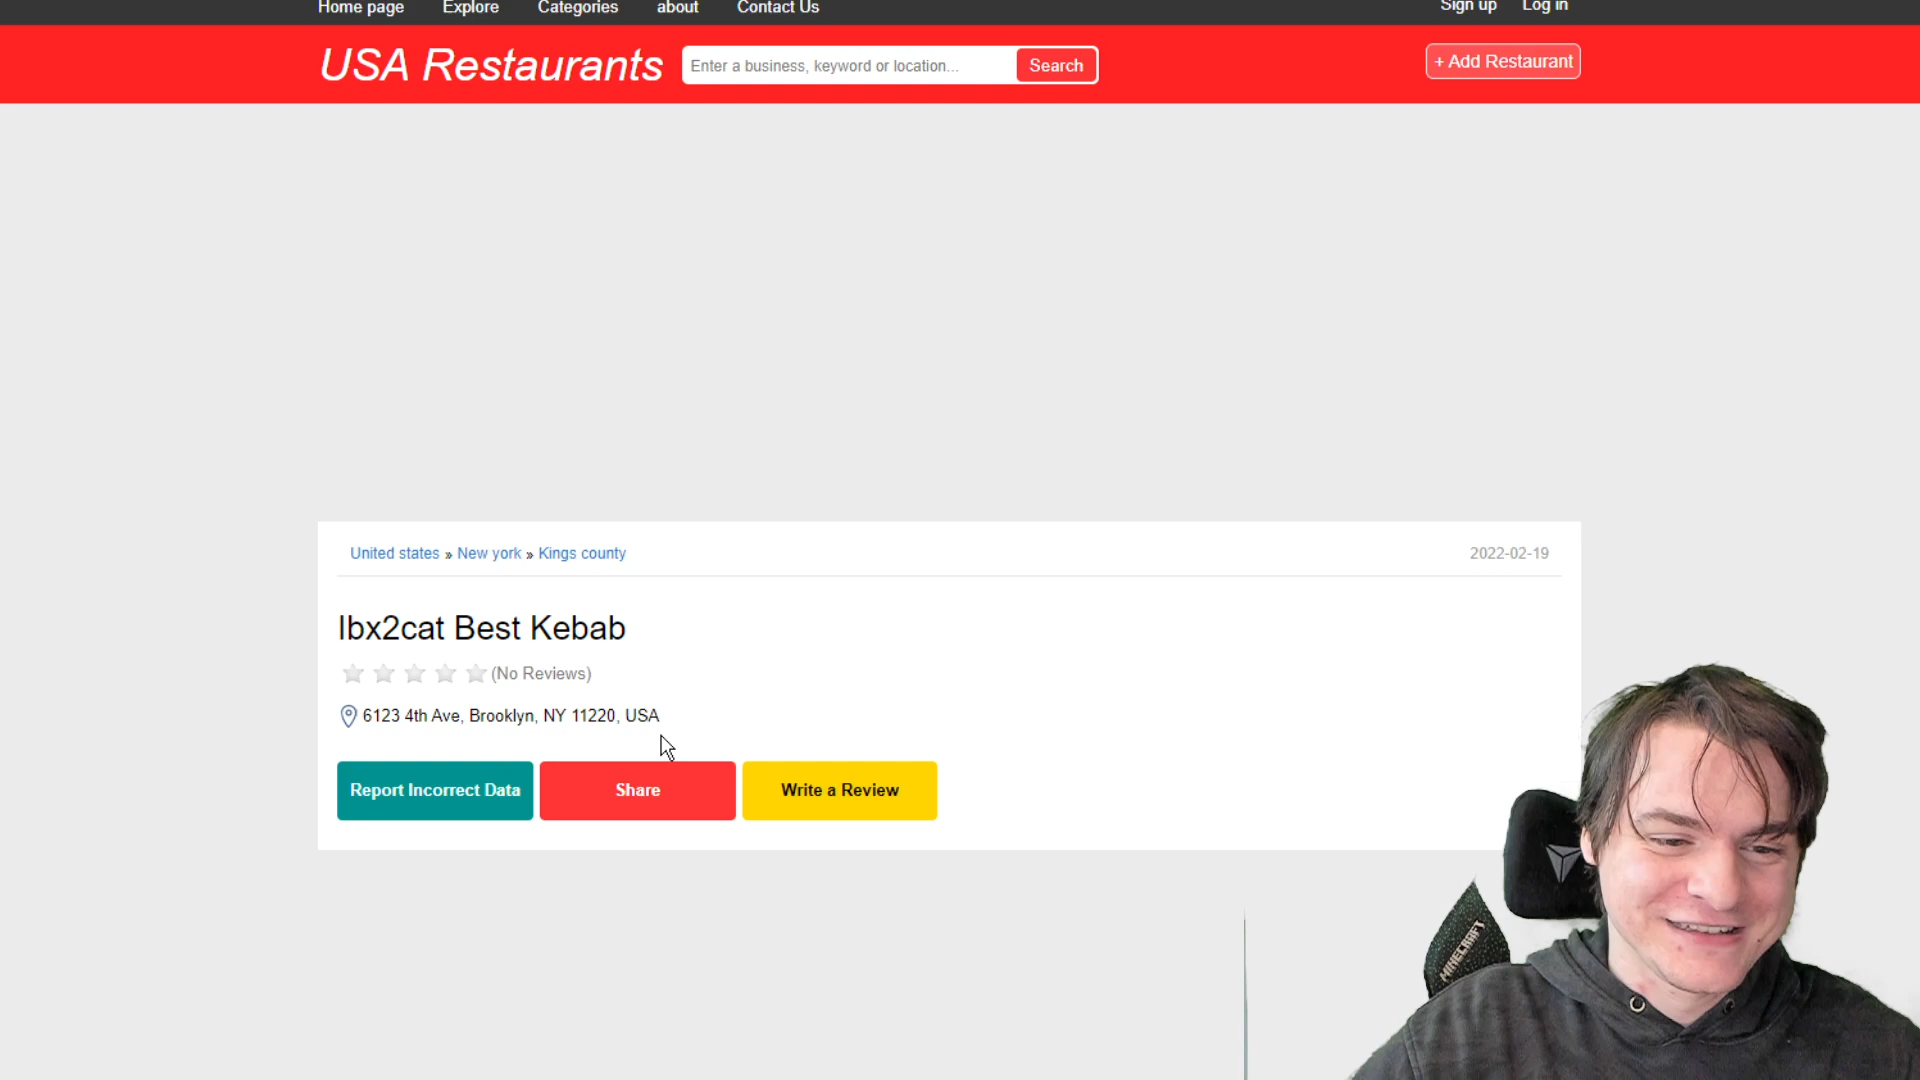 Home page Explore Categories about Contact Us Sign up Log in
USA Restaurants Enter a business, keyword or location... Search + Add Restaurant
United states » New york » Kings county 2022-02-19
Ibx2cat Best Kebab
(No Reviews)
6123 4th Ave, Brooklyn, NY 11220, USA
Report Incorrect Data Share Write a Review
MINECRAFT